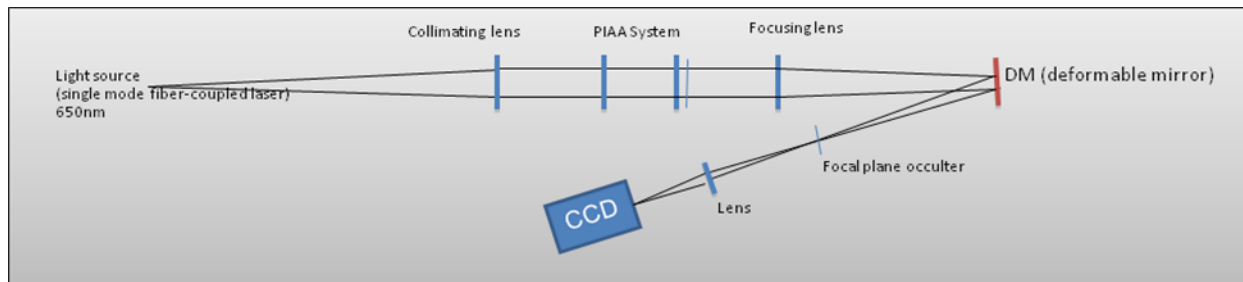 Collimating lens
PIAA System
Focusing lens
Light source
(single mode fiber-coupled laser)
650nm
DM (deformable mirror)
Focal plane occulter
Lens
CCD